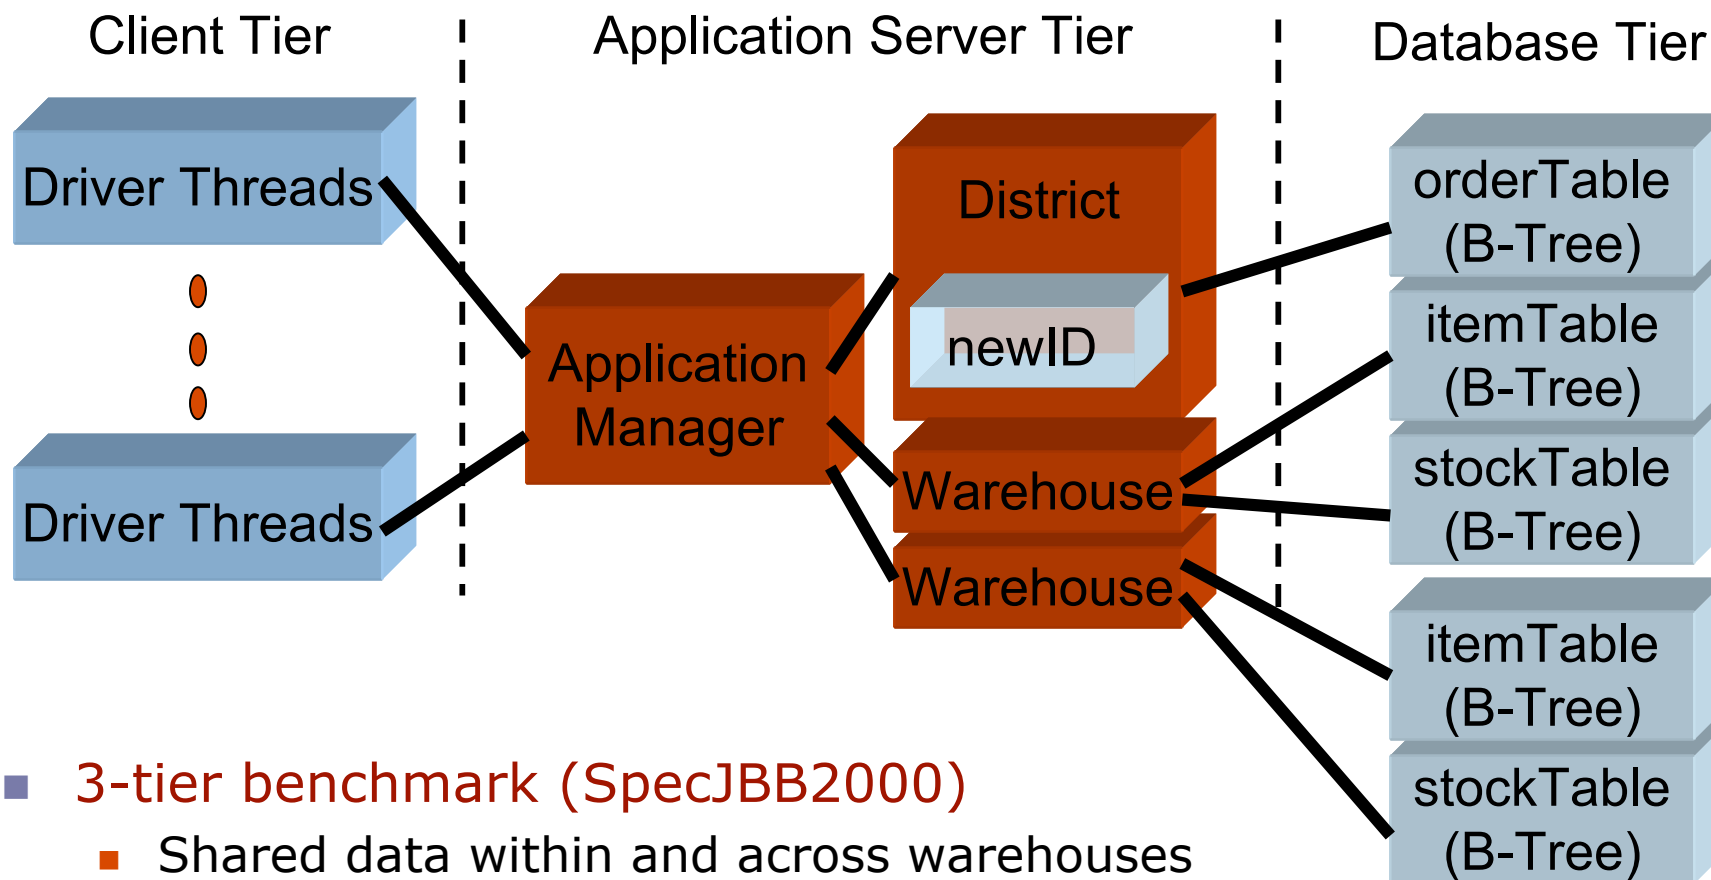 Client Tier
Application Server Tier
Database Tier
Driver Threads
Driver Threads
Application
Manager
District
newID
Warehouse
Warehouse
orderTable
(B-Tree)
itemTable
(B-Tree)
stockTable
(B-Tree)
itemTable
(B-Tree)
stockTable
(B-Tree)
3-tier benchmark (SpecJBB2000)
Shared data within and across warehouses